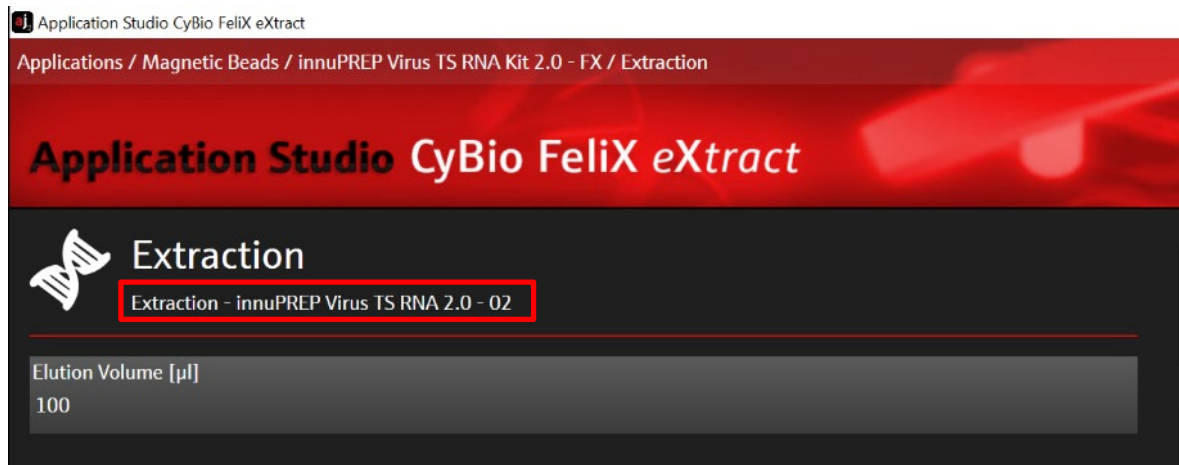 aj. Application Studio CyBio FeliX eXtract
Applications / Magnetic Beads / innuPREP Virus TS RNA Kit 2.0 - FX / Extraction
Application Studio CyBio FeliX eXtract
Extraction
Extraction - innuPREP Virus TS RNA 2.0 - 02
Elution Volume [µl]
100